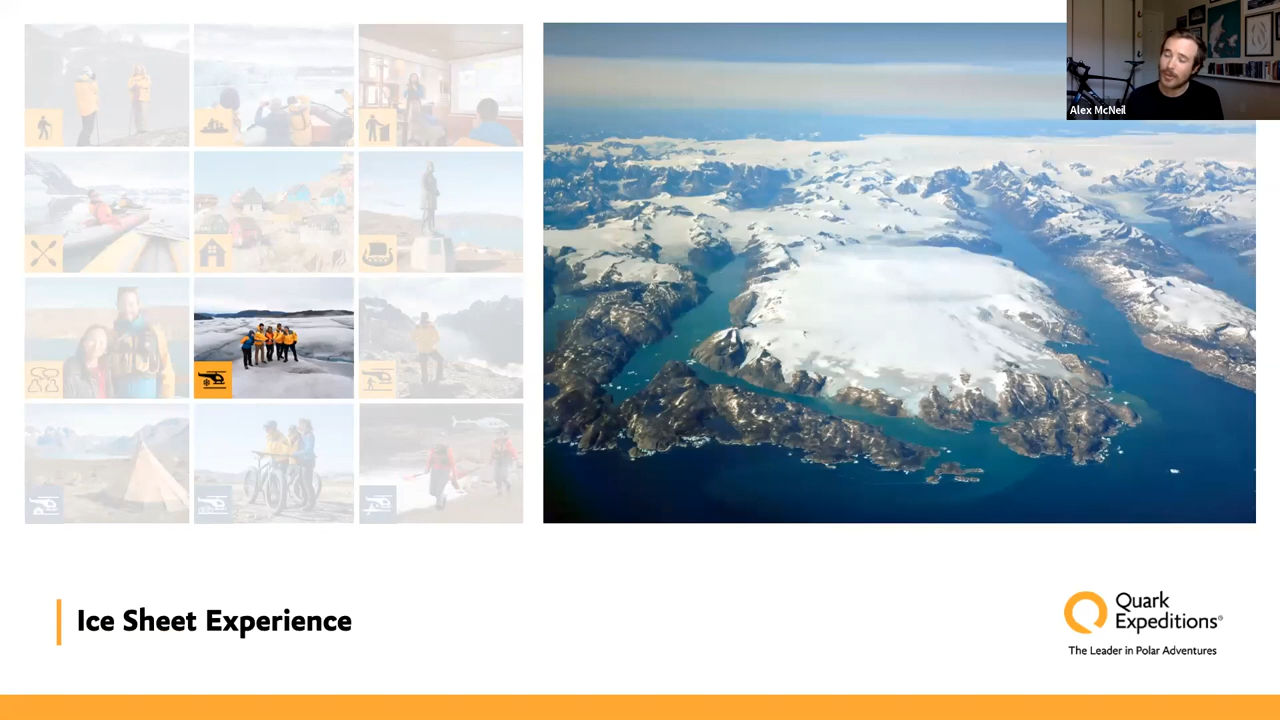 Alex McNeil
Ice Sheet Experience
Quark
Expeditions®
The Leader in Polar Adventures